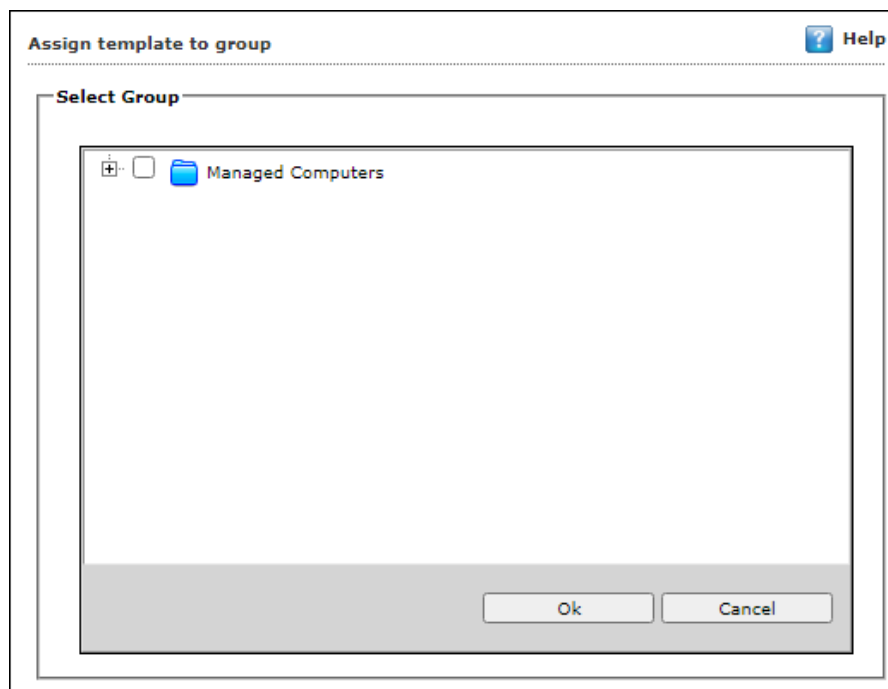 Assign template to group
? Help
Select Group
+ Managed Computers
Ok Cancel